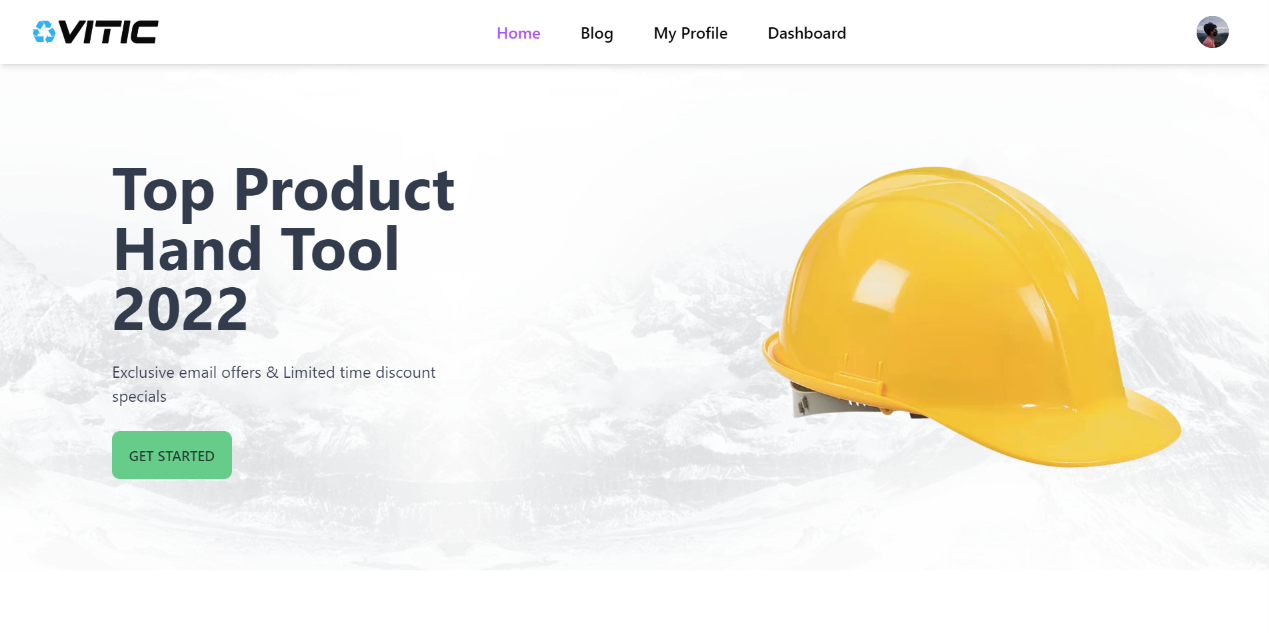 VITIC
Home
Blog
My Profile
Dashboard
Top Product
Hand Tool
2022
Exclusive email offers & Limited time discount
specials
GET STARTED